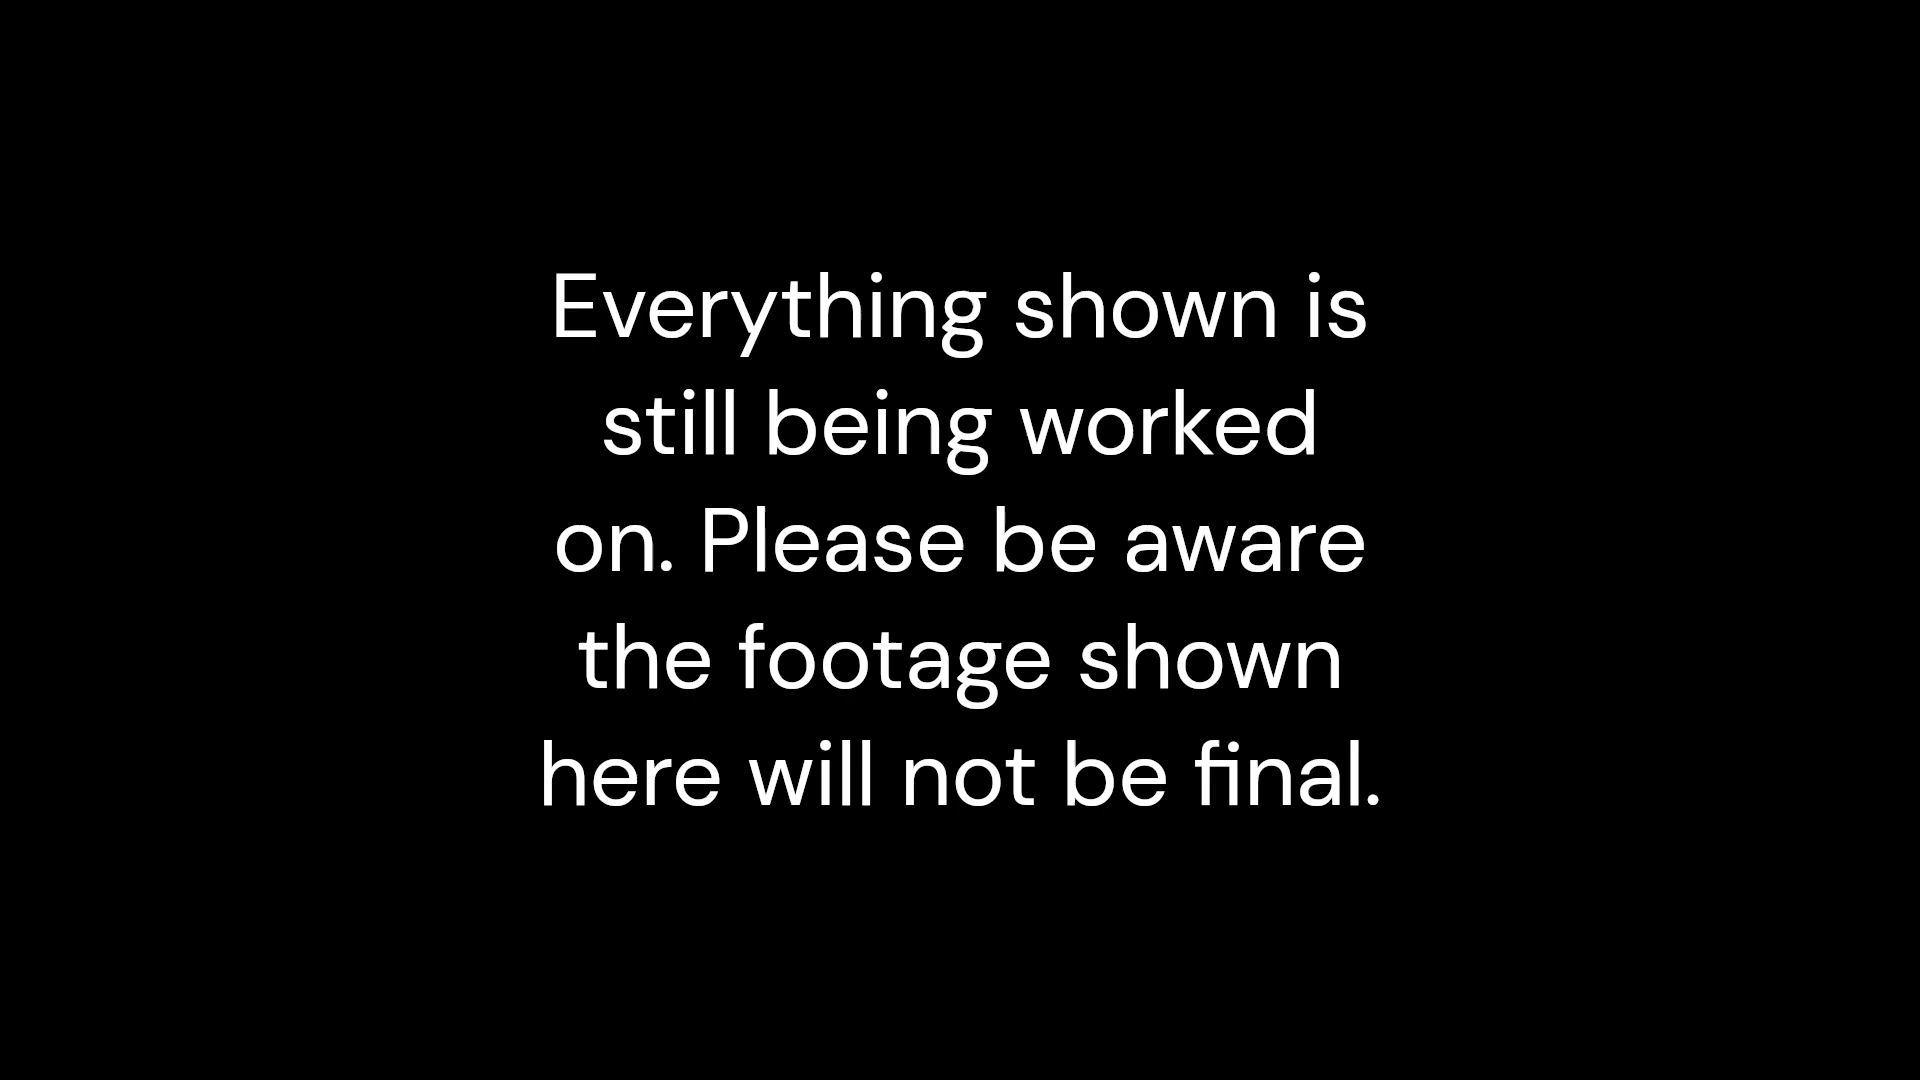 Everything shown is
still being worked
on. Please be aware
the footage shown
here will not be final.